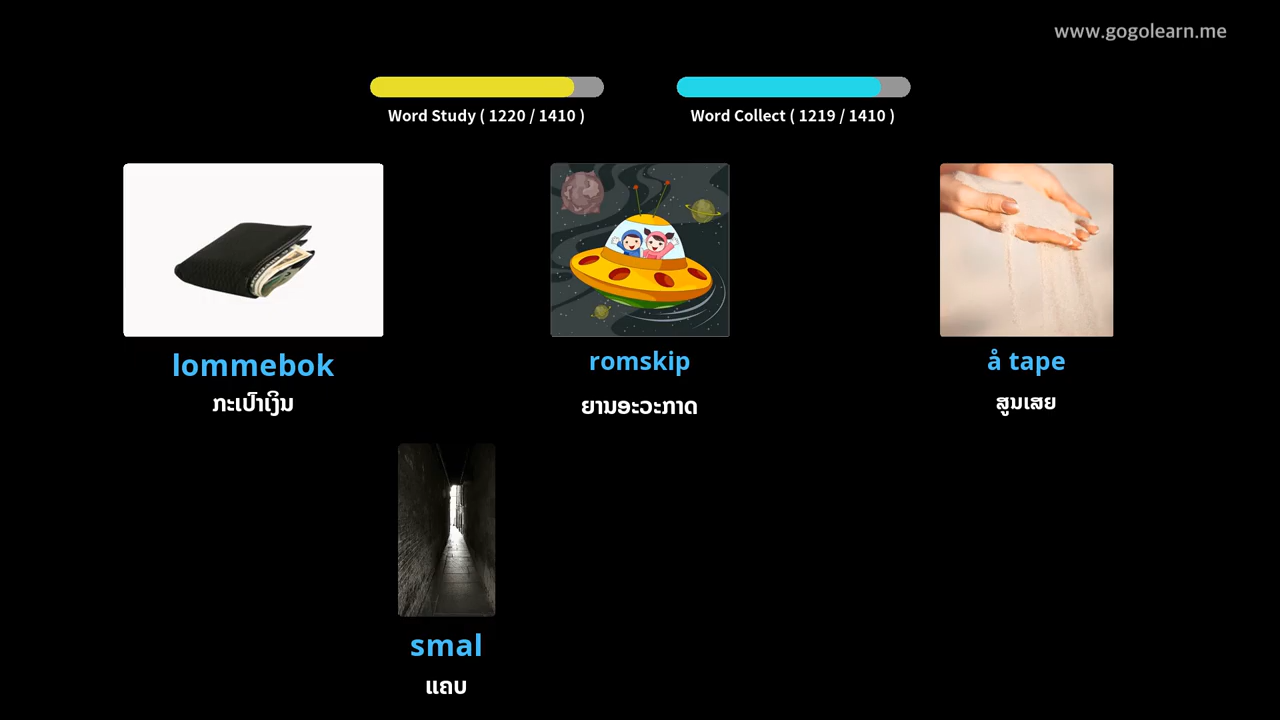 www.gogolearn.me
Word Study ( 1220 / 1410 )
Word Collect ( 1219 / 1410 )
lommebok
romskip
å tape
ກະເປົາເງິນ
ຍານອະວະກາດ
ສູນເສຍ
smal
ແຄບ